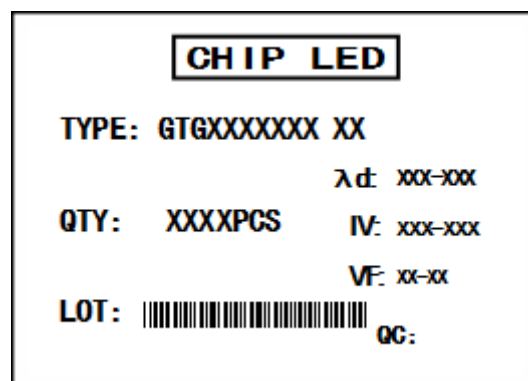 CHIP LED
TYPE: GTGXXXXXXX XX
λd: XXX-XXX
QTY: XXXXPCS IV: XXX-XXX
VF: XX-XX
LOT:
QC: